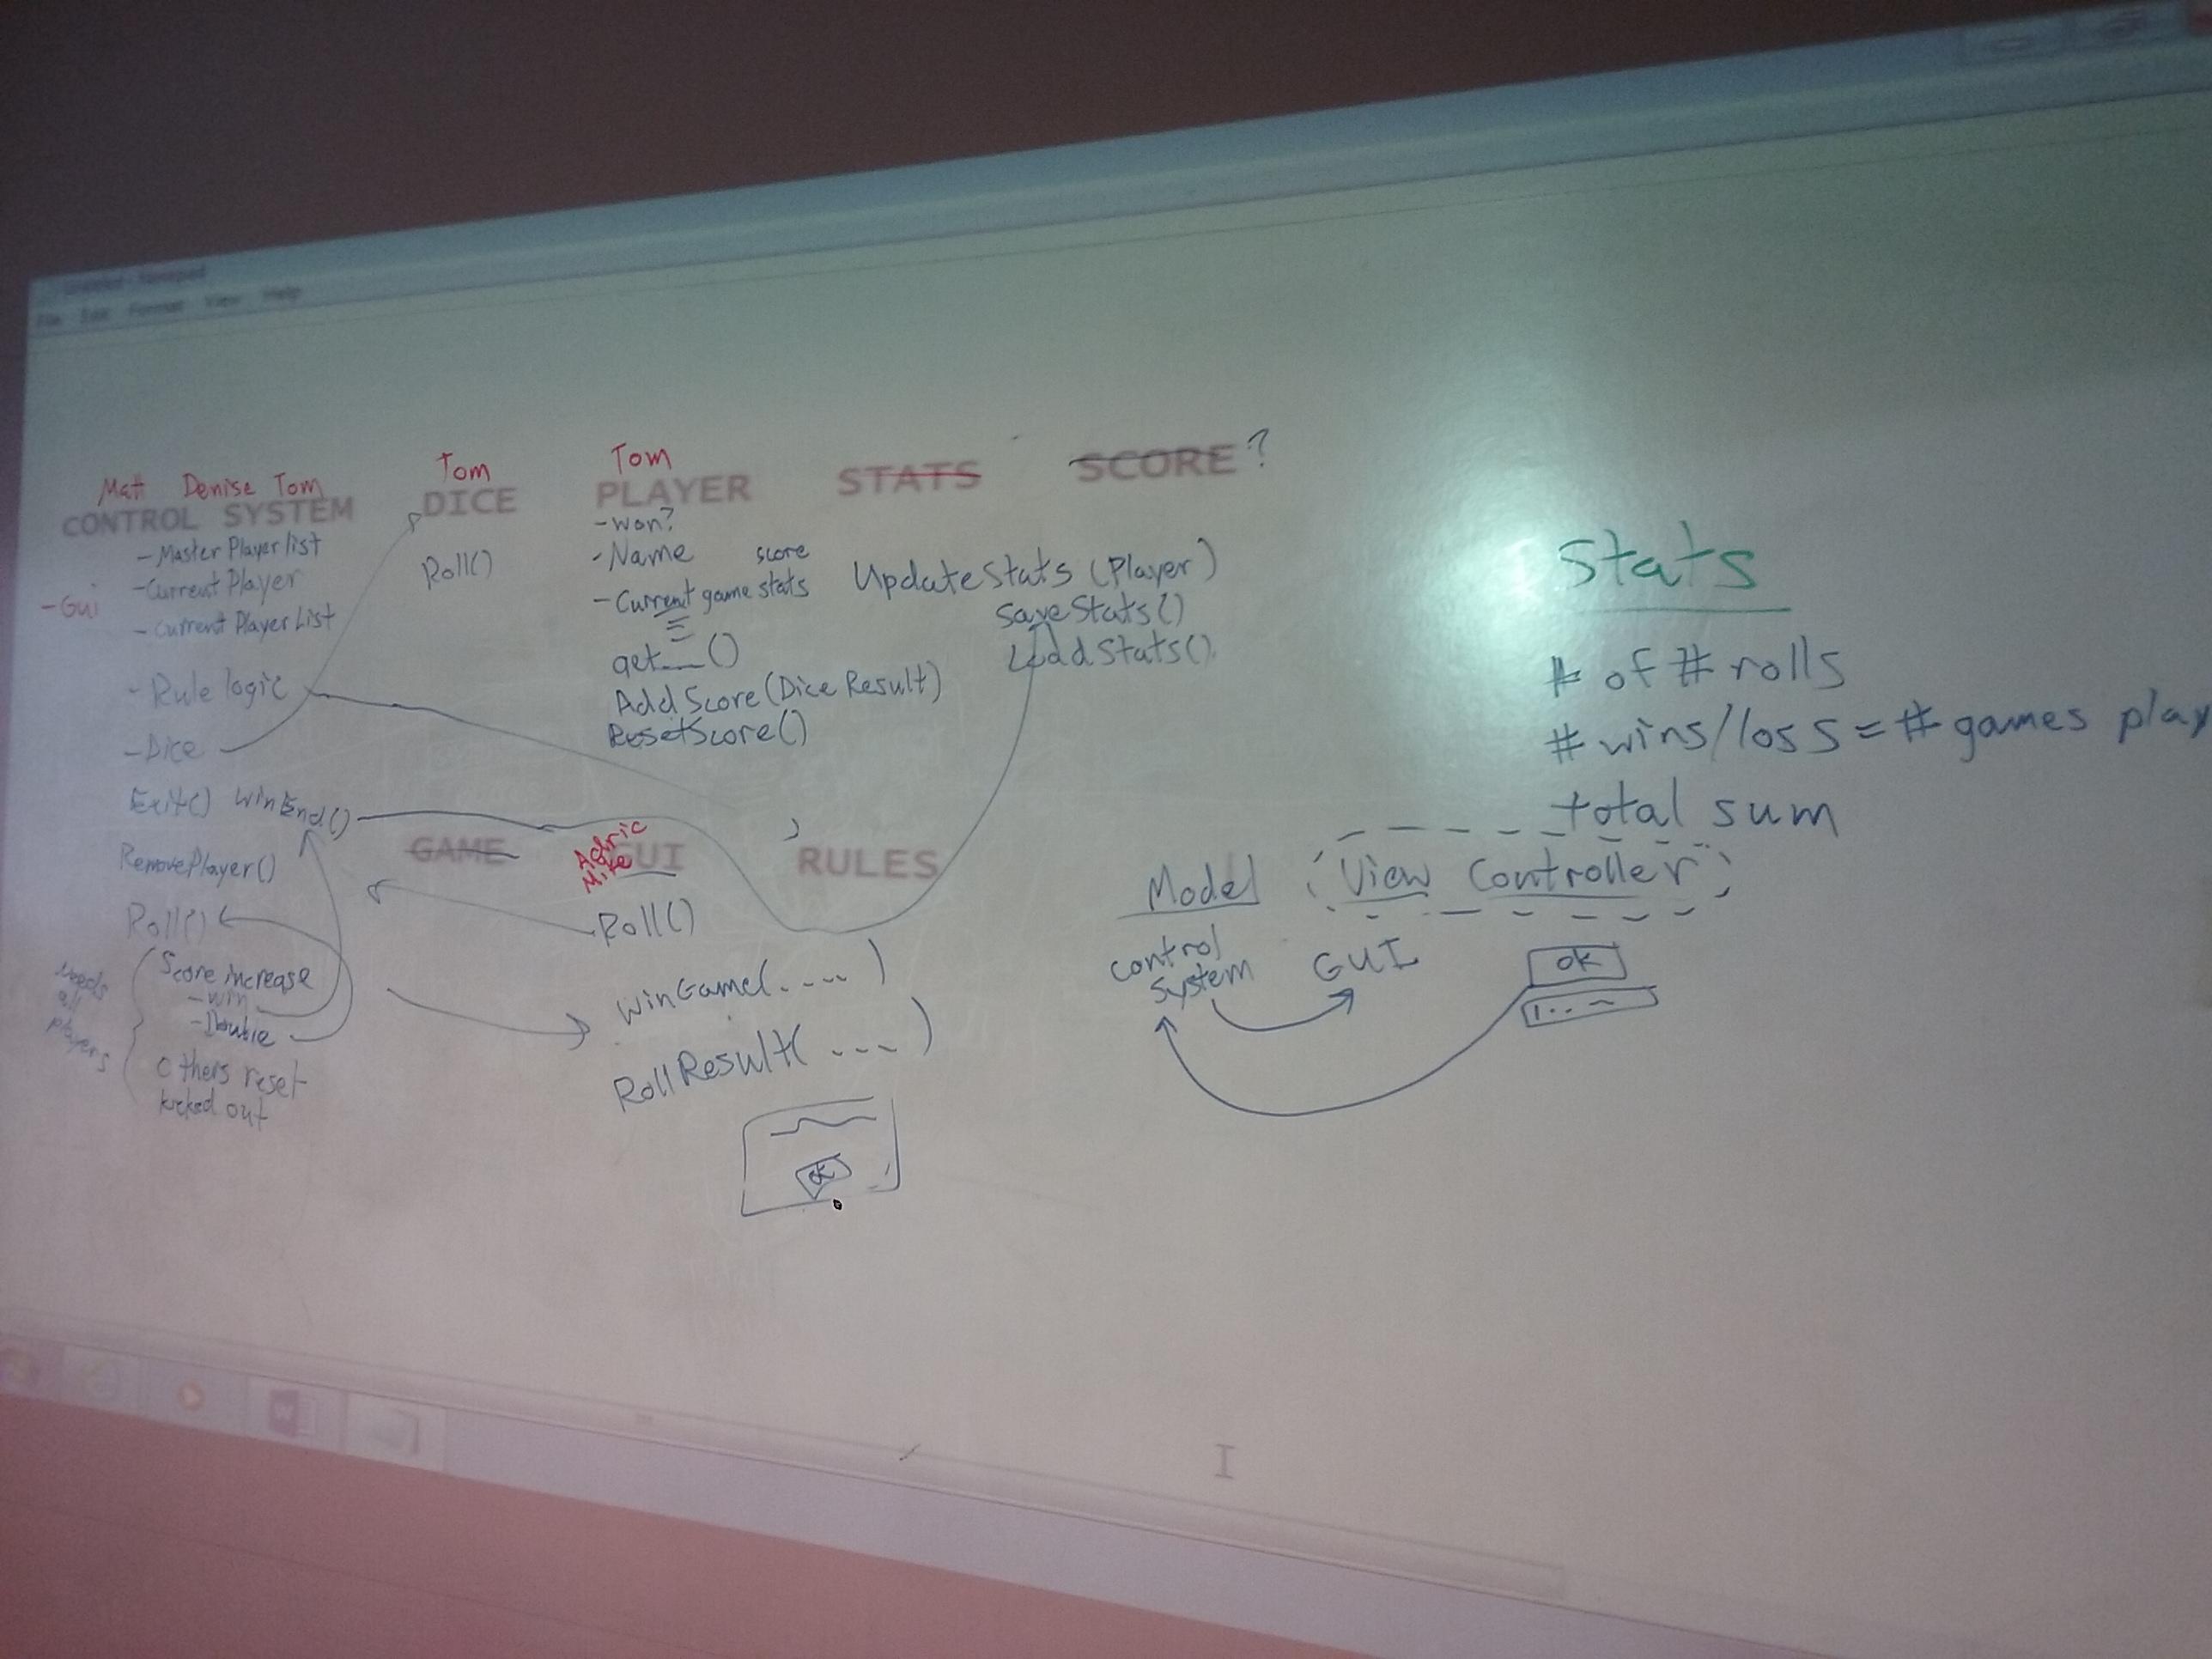 Untitled - Notepad
File Edit Format View Help
Matt Denise Tom
CONTROL SYSTEM
- Master Player list
- Current Player
- Gui
- Current Player List
- Rule logic
- Dice
Exit() WinEnd()
RemovePlayer()
Roll()
Needs all players
Score increase
- win
- Double
Others reset
kicked out
Tom
DICE
Roll()
Tom
PLAYER
- Won?
- Name score
- Current game stats
get__()
AddScore(Dice Result)
ResetScore()
STATS
UpdateStats (Player)
SaveStats()
LoadStats()
SCORE?
GAME
Adric
Mike
GUI
Roll()
WinGame(....)
RollResult(...)
OK
RULES
Stats
# of # rolls
# wins/loss = # games play
total sum
Model View Controller
Control System
GUI
OK